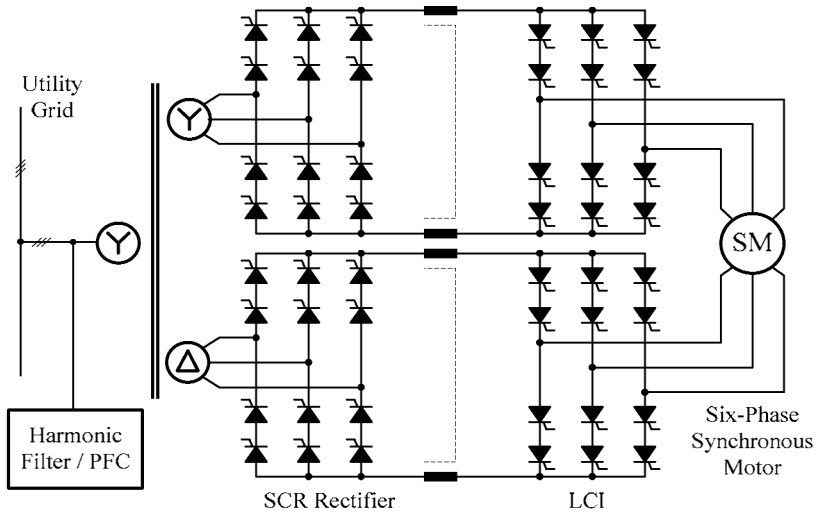 Utility
Grid
SM
Harmonic
Filter / PFC
Six-Phase
Synchronous
Motor
SCR Rectifier
LCI